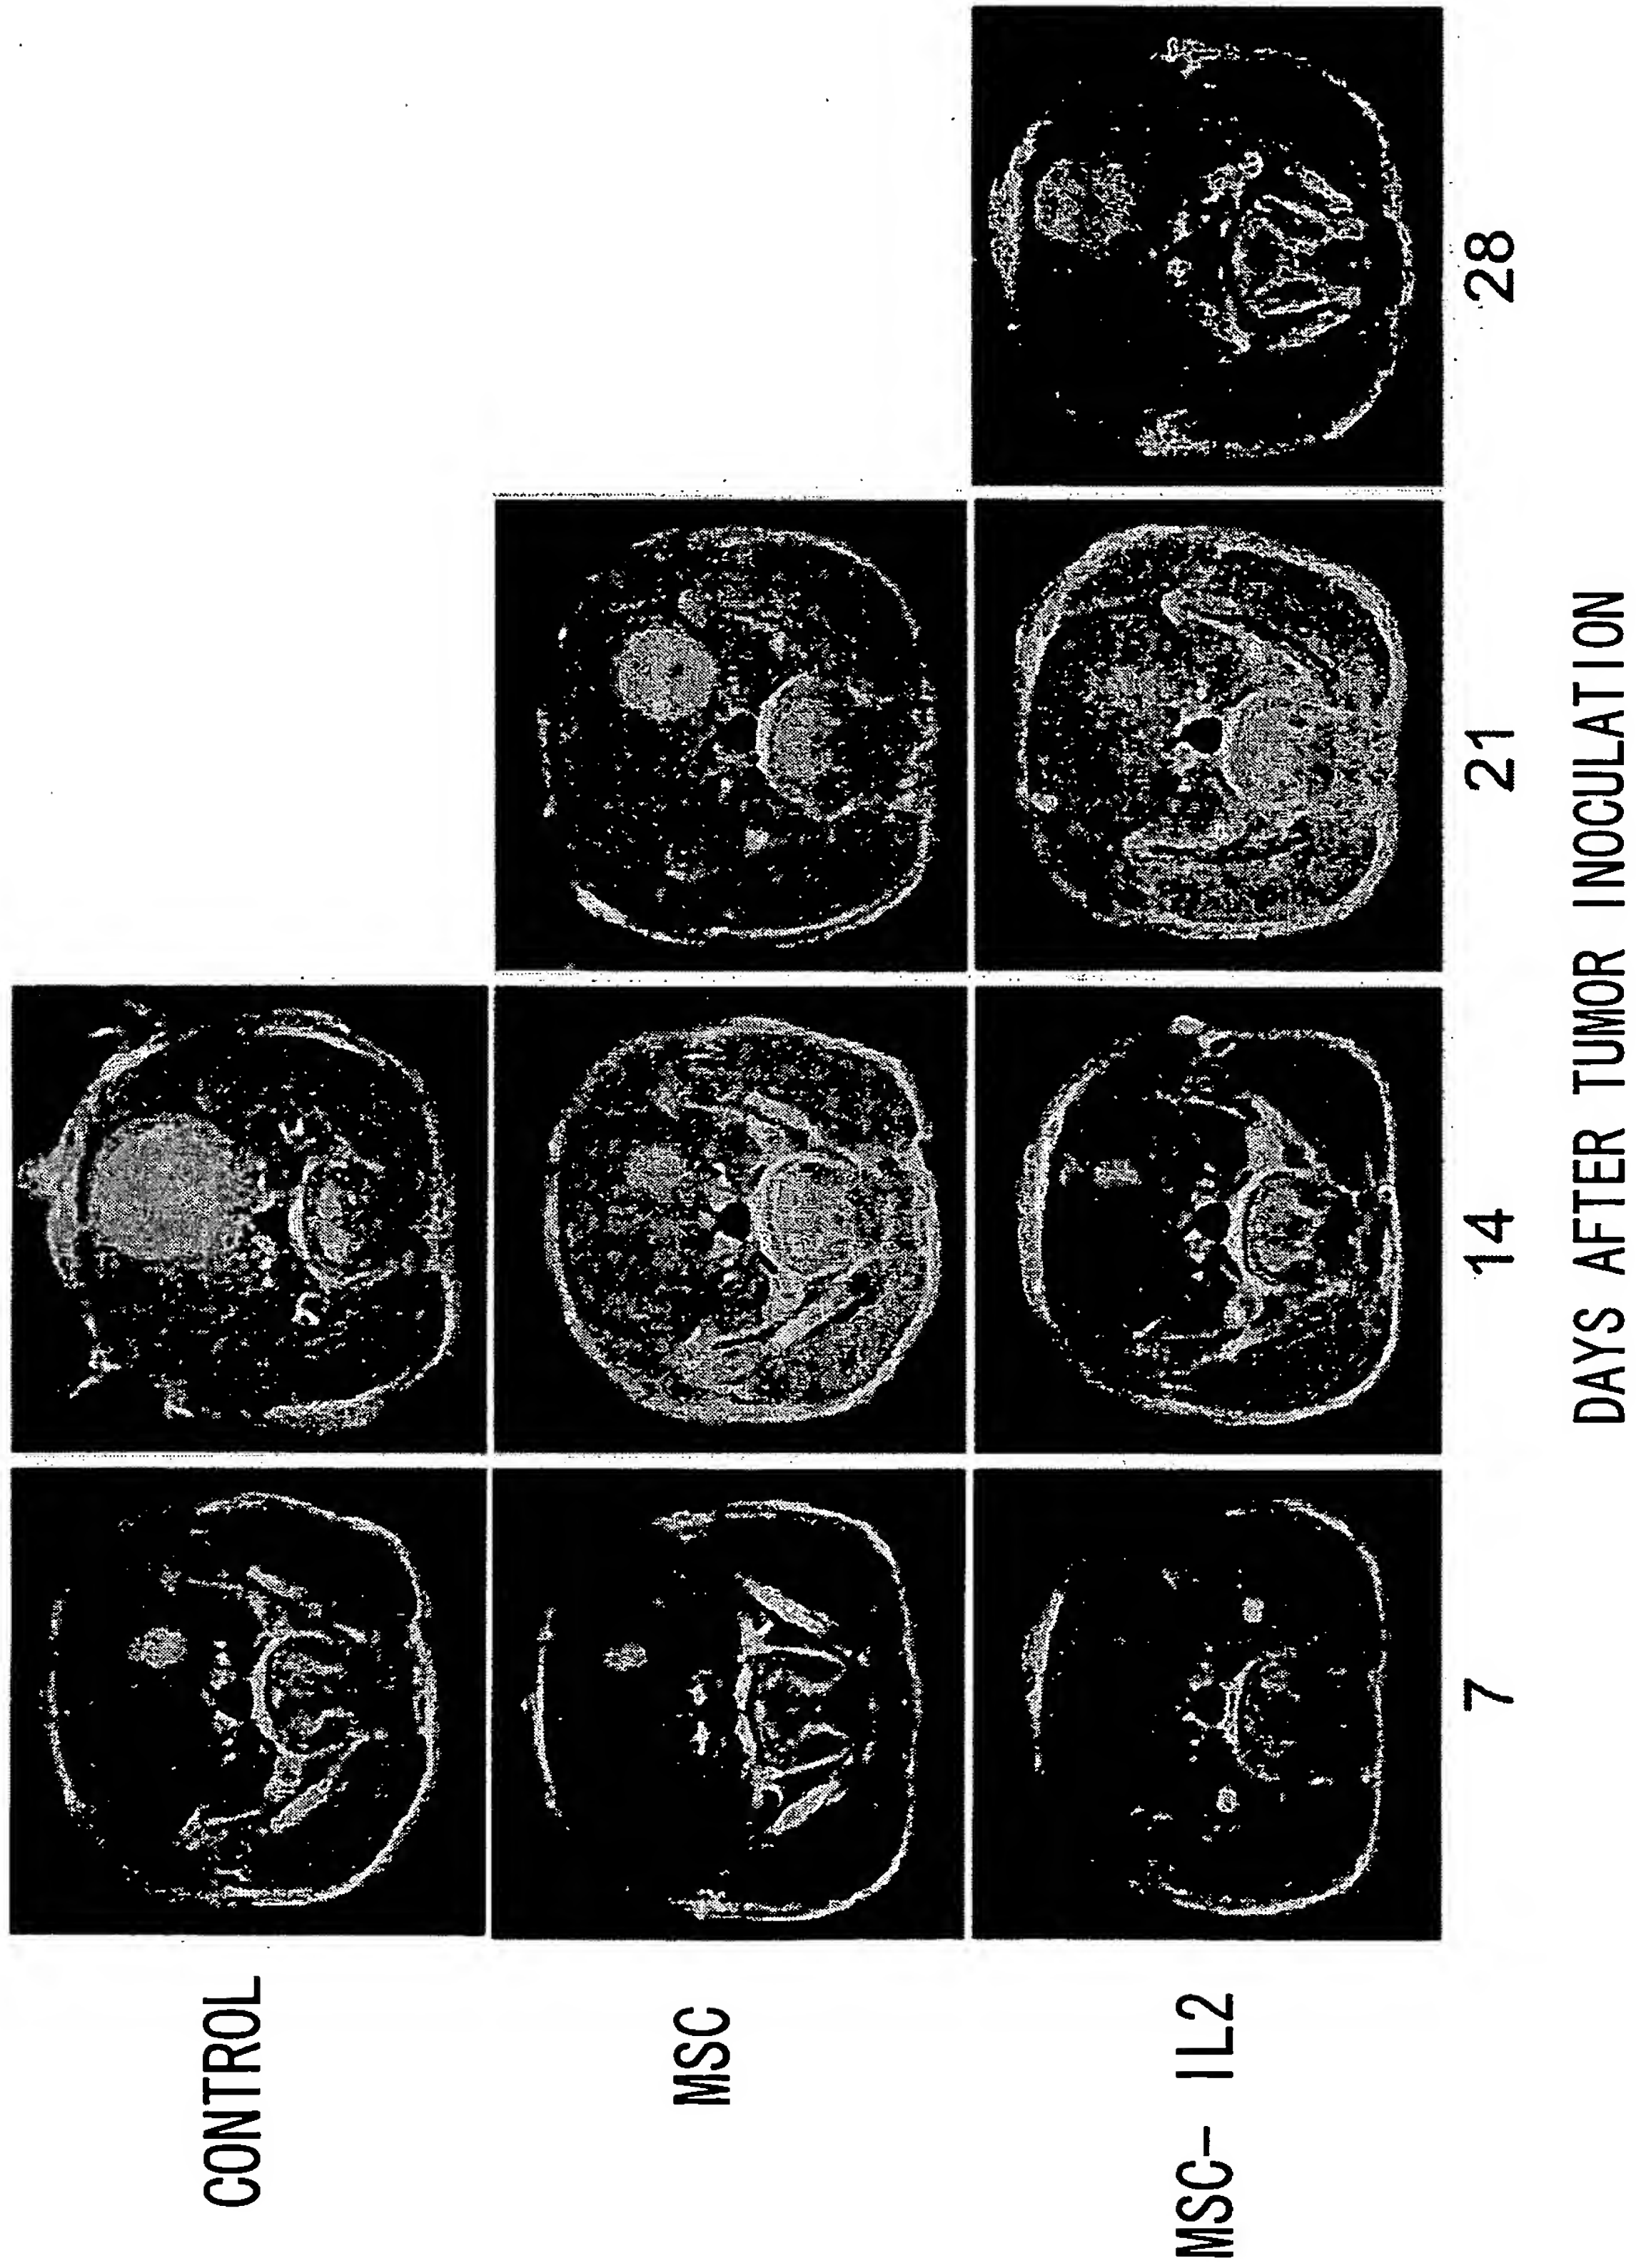 CONTROL
MSC
MSC- IL2
7
14
21
28
DAYS AFTER TUMOR INOCULATION